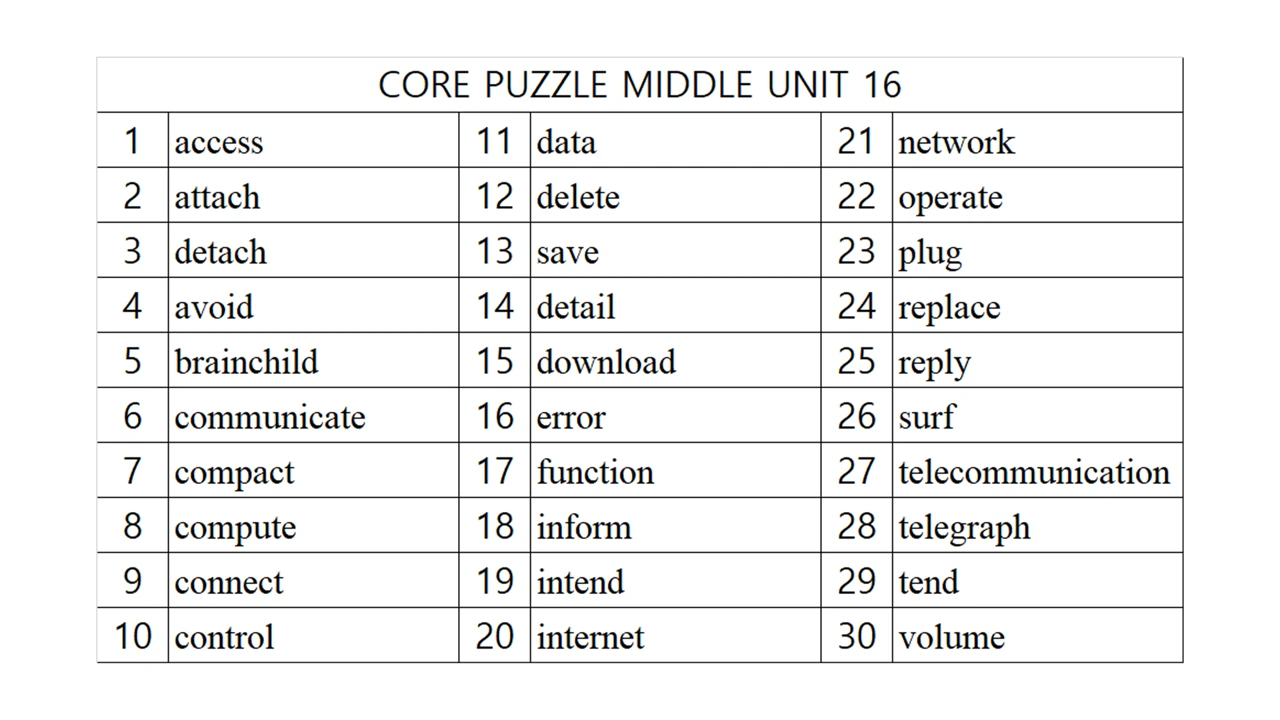 CORE PUZZLE MIDDLE UNIT 16
1 access 11 data 21 network
2 attach 12 delete 22 operate
3 detach 13 save 23 plug
4 avoid 14 detail 24 replace
5 brainchild 15 download 25 reply
6 communicate 16 error 26 surf
7 compact 17 function 27 telecommunication
8 compute 18 inform 28 telegraph
9 connect 19 intend 29 tend
10 control 20 internet 30 volume